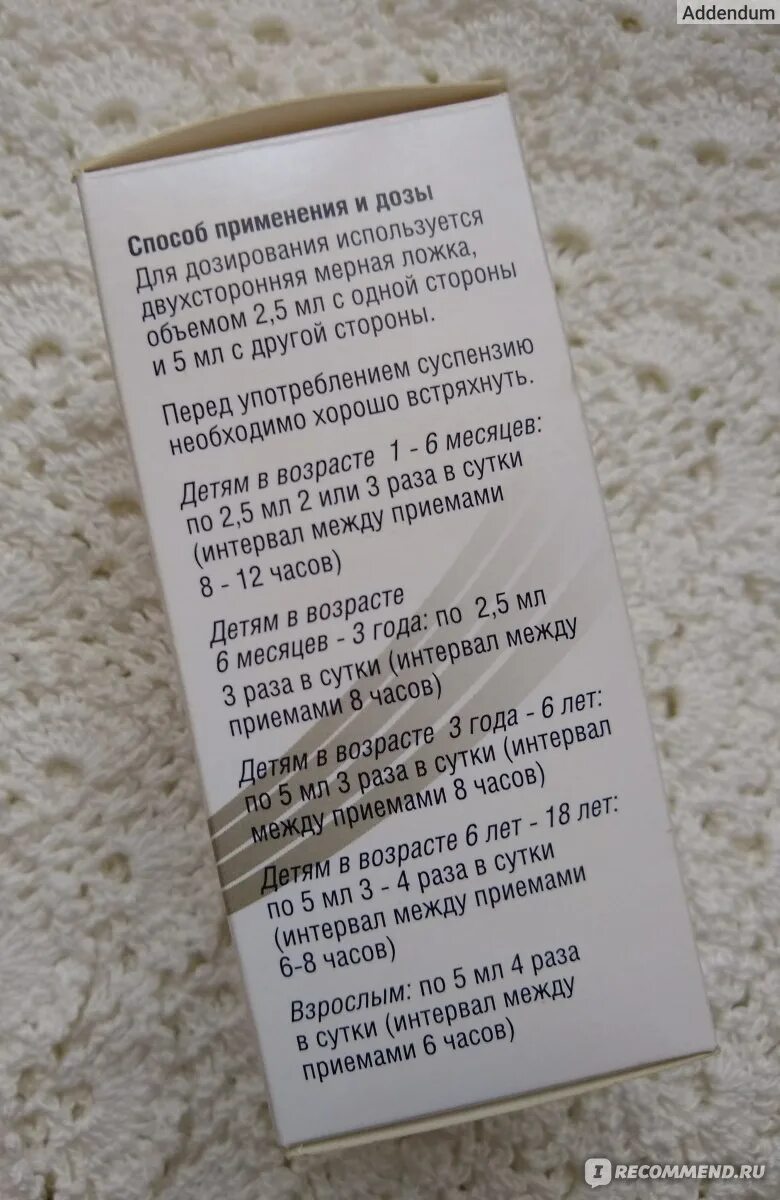 Addendum
Способ применения и дозы
Для дозирования используется
двухсторонняя мерная ложка,
объемом 2,5 мл с одной стороны
и 5 мл с другой стороны.
Перед употреблением суспензию
необходимо хорошо встряхнуть.
Детям в возрасте 1 - 6 месяцев:
по 2,5 мл 2 или 3 раза в сутки
(интервал между приемами
8 - 12 часов)
Детям в возрасте
6 месяцев - 3 года: по 2,5 мл
3 раза в сутки (интервал между
приемами 8 часов)
Детям в возрасте 3 года - 6 лет:
по 5 мл 3 раза в сутки (интервал
между приемами 8 часов)
Детям в возрасте 6 лет - 18 лет:
по 5 мл 3 - 4 раза в сутки
(интервал между приемами
6-8 часов)
Взрослым: по 5 мл 4 раза
в сутки (интервал между
приемами 6 часов)
IRECOMMEND.RU